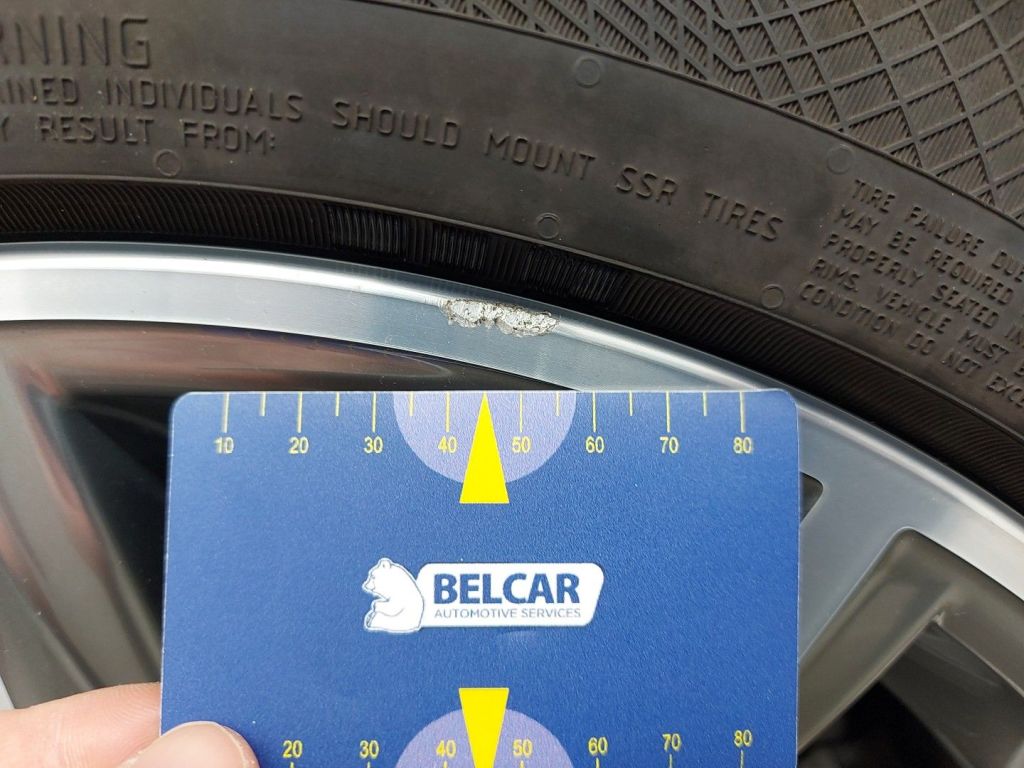 RNING
AINED INDIVIDUALS SHOULD MOUNT SSR TIRES
Y RESULT FROM:
TIRE FAILURE DUE
MAY BE REQUIRED
PROPERLY SEATED IN
RIMS. VEHICLE MUST B
CONDITION DO NOT EXC
10 20 30 40 50 60 70 80
BELCAR
AUTOMOTIVE SERVICES
20 30 40 50 60 70 80